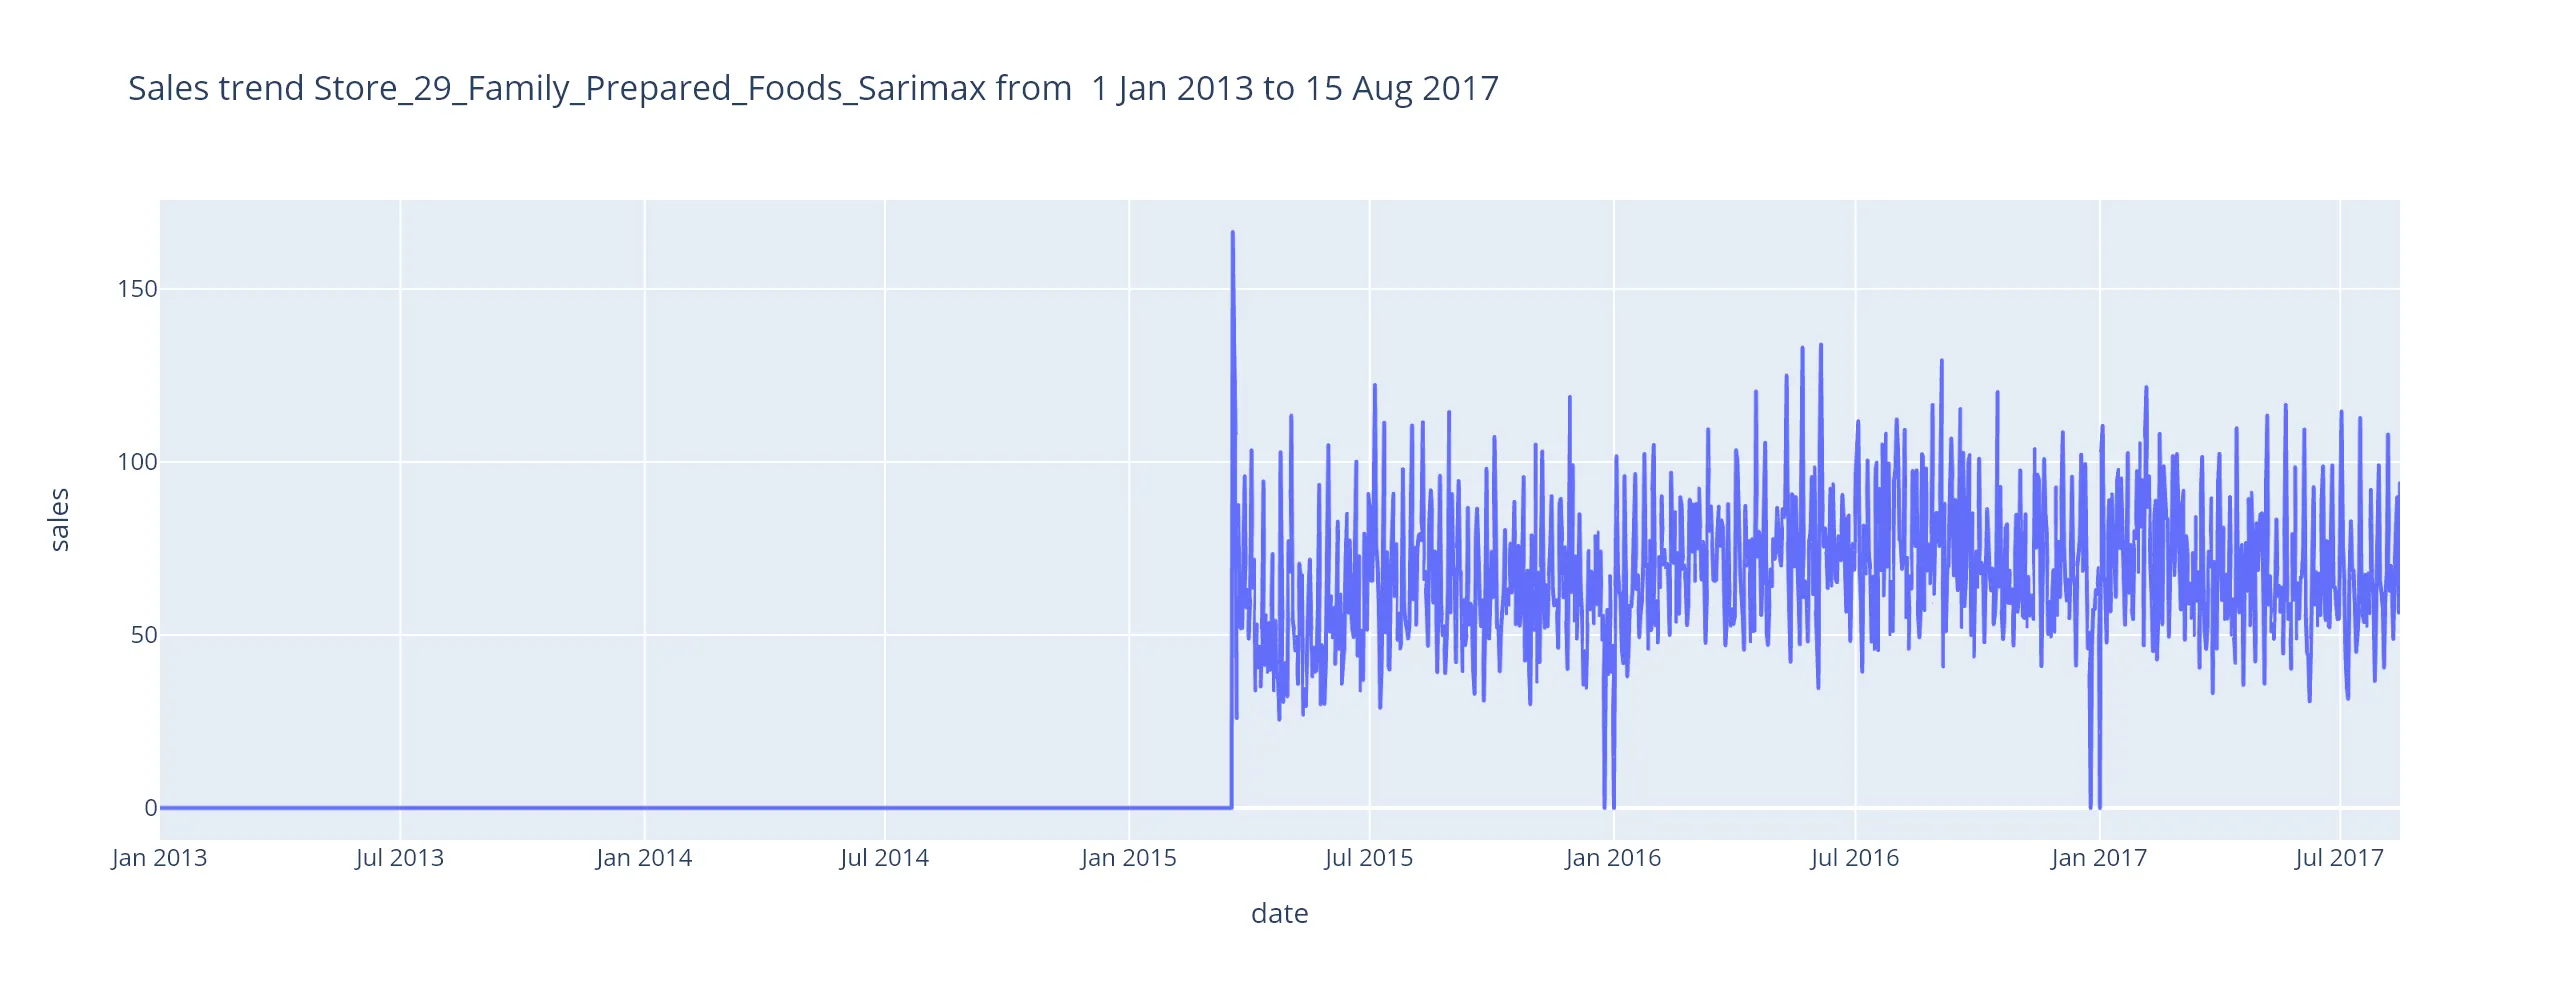 Sales trend Store_29_Family_Prepared_Foods_Sarimax from  1 Jan 2013 to 15 Aug 2017
150
100
50
0
sales
Jan 2013
Jul 2013
Jan 2014
Jul 2014
Jan 2015
Jul 2015
Jan 2016
Jul 2016
Jan 2017
Jul 2017
date